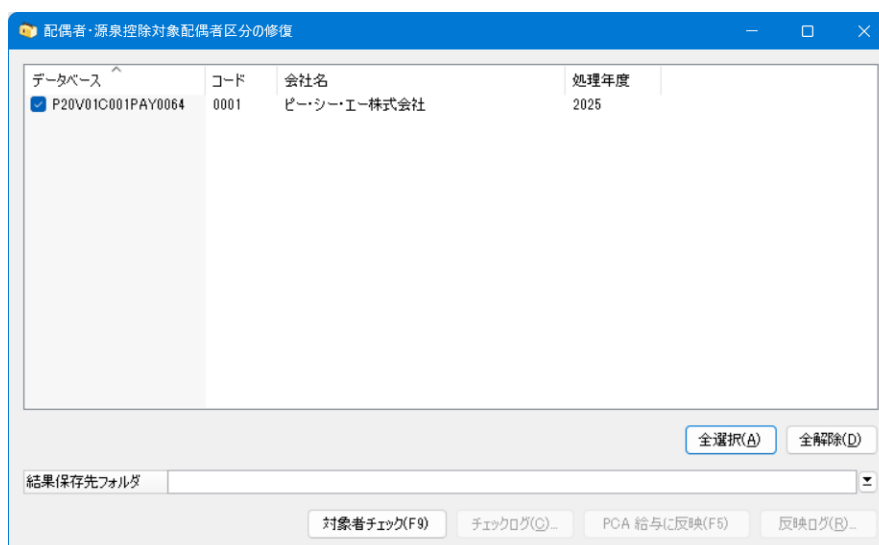 配偶者・源泉控除対象配偶者区分の修復
データベース コード 会社名 処理年度
P20V01C001PAY0064 0001 ピー・シー・エー株式会社 2025
全選択(A) 全解除(D)
結果保存先フォルダ
対象者チェック(F9) チェックログ(C)... PCA 給与に反映(F5) 反映ログ(R)...